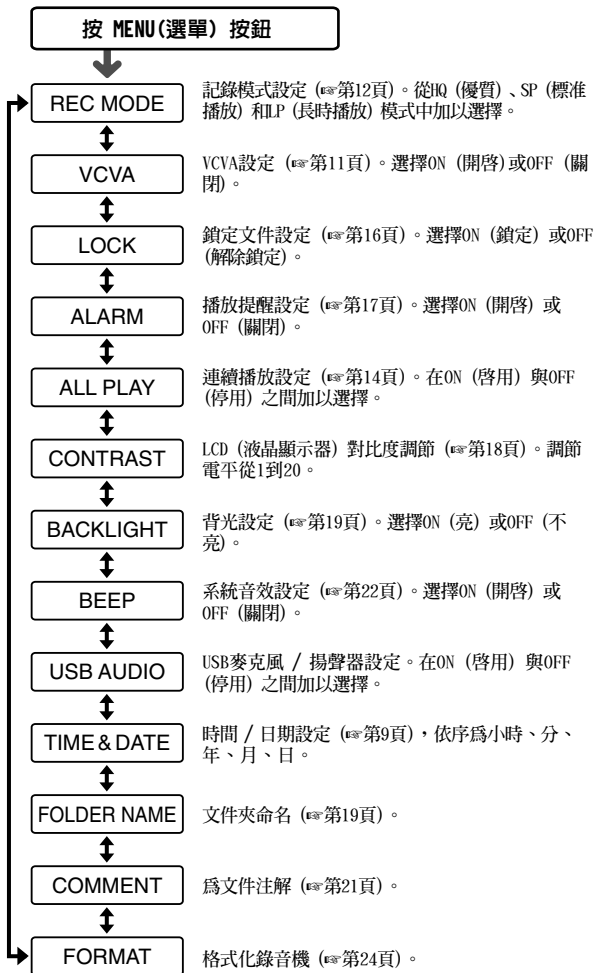 按 MENU(選單) 按鈕
REC MODE
記錄模式設定 (☞第12頁)。從HQ (優質)、SP (標准
播放) 和LP (長時播放) 模式中加以選擇。
VCVA
VCVA設定 (☞第11頁)。選擇ON (開啓)或OFF (關
閉)。
LOCK
鎖定文件設定 (☞第16頁)。選擇ON (鎖定) 或OFF
(解除鎖定)。
ALARM
播放提醒設定 (☞第17頁)。選擇ON (開啓) 或
OFF (關閉)。
ALL PLAY
連續播放設定 (☞第14頁)。在ON (啓用) 與OFF
(停用) 之間加以選擇。
CONTRAST
LCD (液晶顯示器) 對比度調節 (☞第18頁)。調節
電平從1到20。
BACKLIGHT
背光設定 (☞第19頁)。選擇ON (亮) 或OFF (不
亮)。
BEEP
系統音效設定 (☞第22頁)。選擇ON (開啓) 或
OFF (關閉)。
USB AUDIO
USB麥克風 / 揚聲器設定。在ON (啓用) 與OFF
(停用) 之間加以選擇。
TIME & DATE
時間 / 日期設定 (☞第9頁)，依序爲小時、分、
年、月、日。
FOLDER NAME
文件夾命名 (☞第19頁)。
COMMENT
爲文件注解 (☞第21頁)。
FORMAT
格式化錄音機 (☞第24頁)。